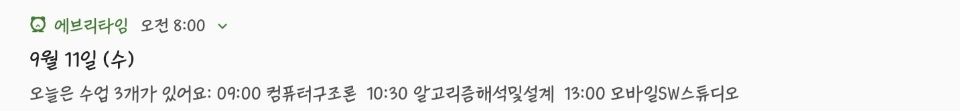 에브리타임 오전 8:00
9월 11일 (수)
오늘은 수업 3개가 있어요: 09:00 컴퓨터구조론 10:30 알고리즘해석및설계 13:00 모바일SW스튜디오